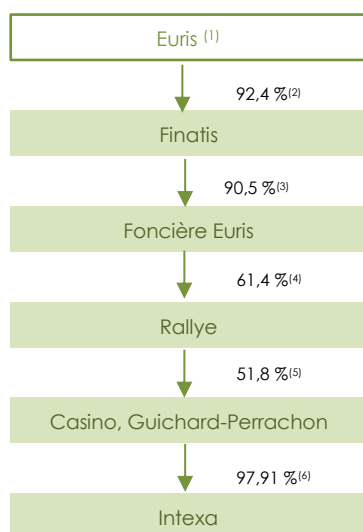 Euris (1)
92,4 %(2)
Finatis
90,5 %(3)
Foncière Euris
61,4 %(4)
Rallye
51,8 %(5)
Casino, Guichard-Perrachon
97,91 %(6)
Intexa